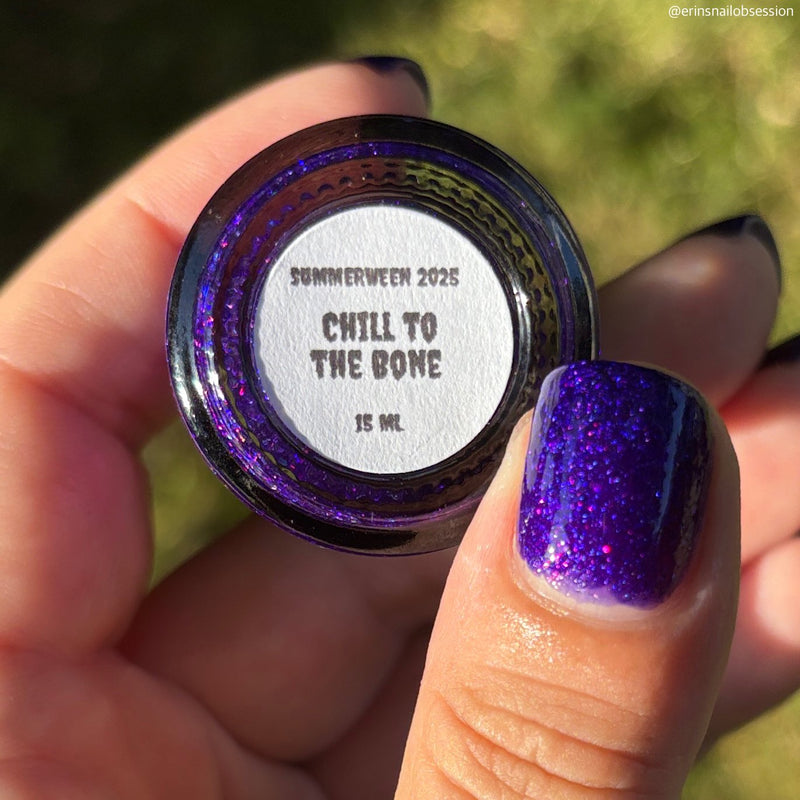 @erinsnailobsession
SUMMERWEEN 2025
CHILL TO
THE BONE
15 ML